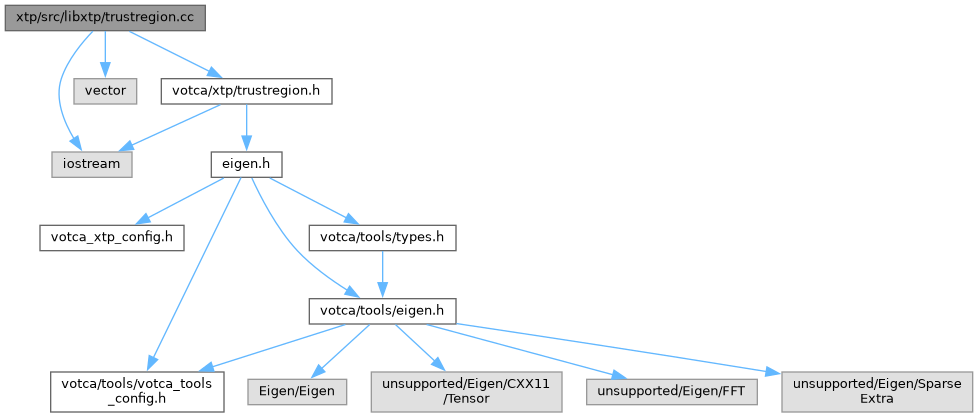 xtp/src/libxtp/trustregion.cc
vector
votca/xtp/trustregion.h
iostream
eigen.h
votca_xtp_config.h
votca/tools/types.h
votca/tools/eigen.h
votca/tools/votca_tools
_config.h
Eigen/Eigen
unsupported/Eigen/CXX11
/Tensor
unsupported/Eigen/FFT
unsupported/Eigen/Sparse
Extra